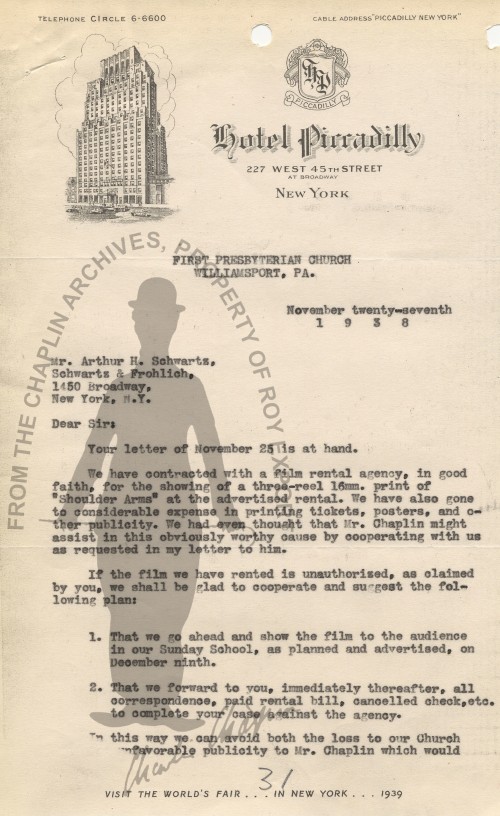 TELEPHONE CIRCLE 6-6600
CABLE ADDRESS "PICCADILLY NEW YORK"
HP
PICCADILLY
Hotel Piccadilly
227 WEST 45TH STREET
AT BROADWAY
NEW YORK
FROM THE CHAPLIN ARCHIVES, PROPERTY OF ROY EXPORT
FIRST PRESBYTERIAN CHURCH
WILLIAMSPORT, PA.
November twenty-seventh
1 9 3 8
Mr. Arthur H. Schwartz,
Schwartz & Frohlich,
1450 Broadway,
New York, N.Y.
Dear Sir:
Your letter of November 25 is at hand.
We have contracted with a film rental agency, in good
faith, for the showing of a three-reel 16mm. print of
"Shoulder Arms" at the advertised rental. We have also gone
to considerable expense in printing tickets, posters, and o-
ther publicity. We had even thought that Mr. Chaplin might
assist in this obviously worthy cause by cooperating with us
as requested in my letter to him.
If the film we have rented is unauthorized, as claimed
by you, we shall be glad to cooperate and suggest the fol-
lowing plan:
1. That we go ahead and show the film to the audience
in our Sunday School, as planned and advertised, on
December ninth.
2. That we forward to you, immediately thereafter, all
correspondence, paid rental bill, cancelled check,etc.
to complete your case against the agency.
In this way we can avoid both the loss to our Church
unfavorable publicity to Mr. Chaplin which would
Charlie Chaplin
31
VISIT THE WORLD'S FAIR . . . IN NEW YORK . . . 1939